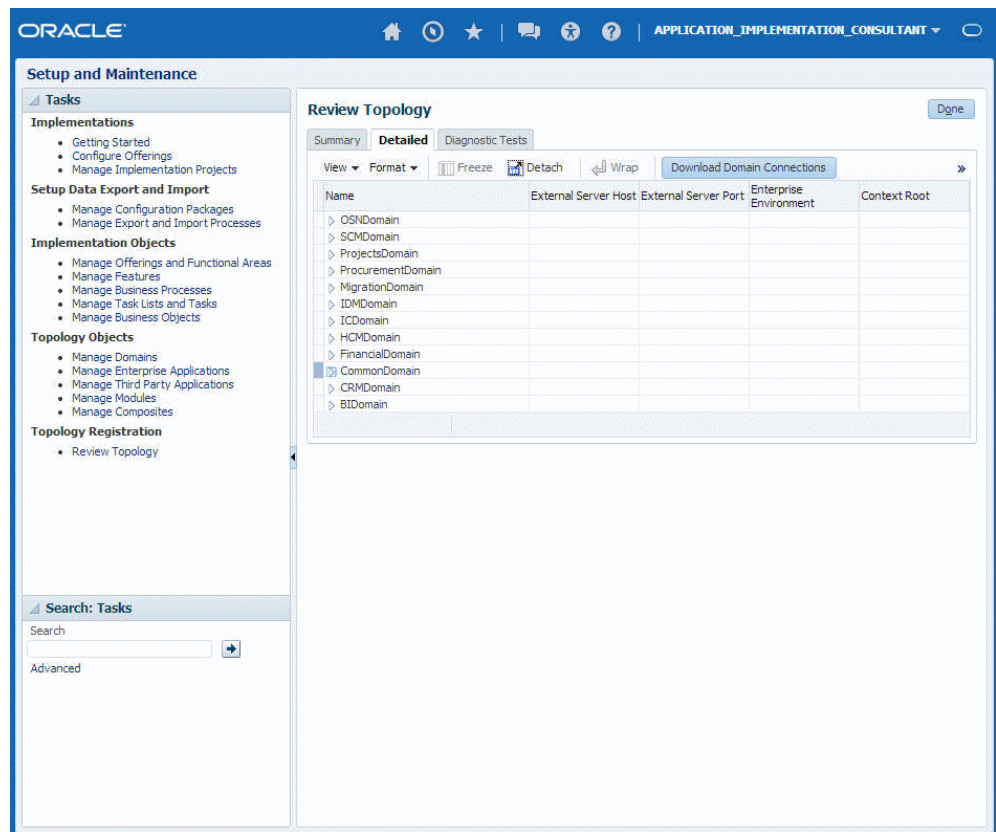 ORACLE
APPLICATION_IMPLEMENTATION_CONSULTANT
Setup and Maintenance
Tasks
Implementations
Getting Started
Configure Offerings
Manage Implementation Projects
Setup Data Export and Import
Manage Configuration Packages
Manage Export and Import Processes
Implementation Objects
Manage Offerings and Functional Areas
Manage Features
Manage Business Processes
Manage Task Lists and Tasks
Manage Business Objects
Topology Objects
Manage Domains
Manage Enterprise Applications
Manage Third Party Applications
Manage Modules
Manage Composites
Topology Registration
Review Topology
Search: Tasks
Search
Advanced
Review Topology
Done
Summary Detailed Diagnostic Tests
View Format Freeze Detach Wrap Download Domain Connections »
Name External Server Host External Server Port Enterprise Environment Context Root
OSNDomain
SCMDomain
ProjectsDomain
ProcurementDomain
MigrationDomain
IDMDomain
ICDomain
HCMDomain
FinancialDomain
CommonDomain
CRMDomain
BIDomain